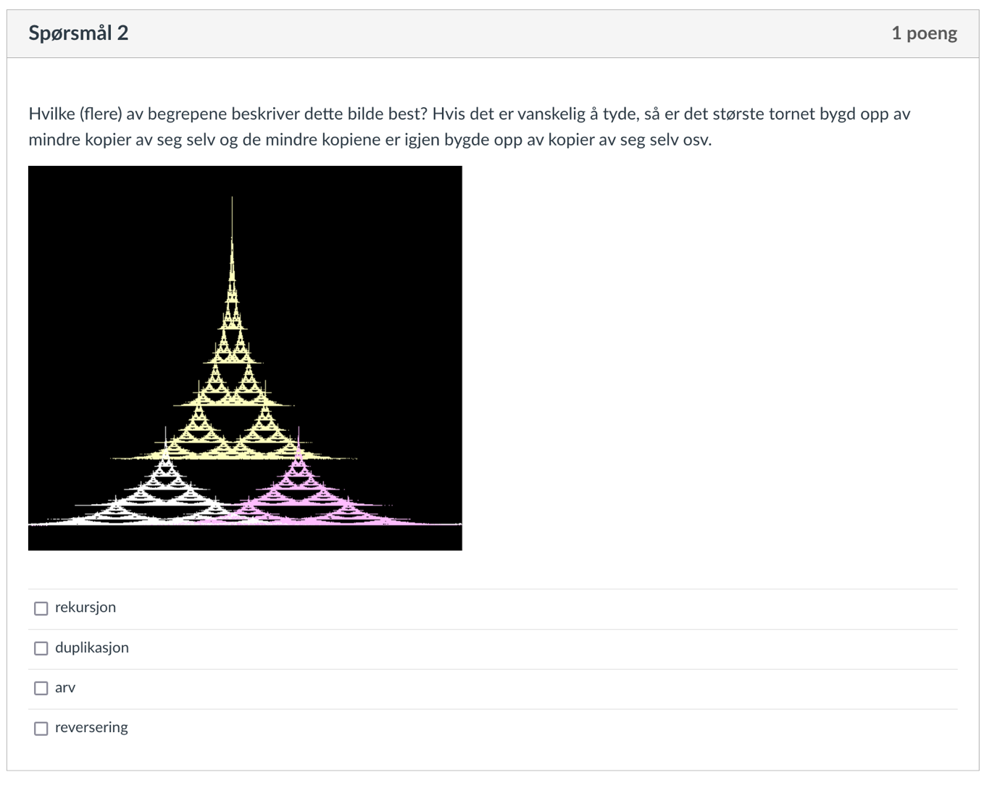 Spørsmål 2
1 poeng
Hvilke (flere) av begrepene beskriver dette bilde best? Hvis det er vanskelig å tyde, så er det største tornet bygd opp av
mindre kopier av seg selv og de mindre kopiene er igjen bygde opp av kopier av seg selv osv.
rekursjon
duplikasjon
arv
reversering